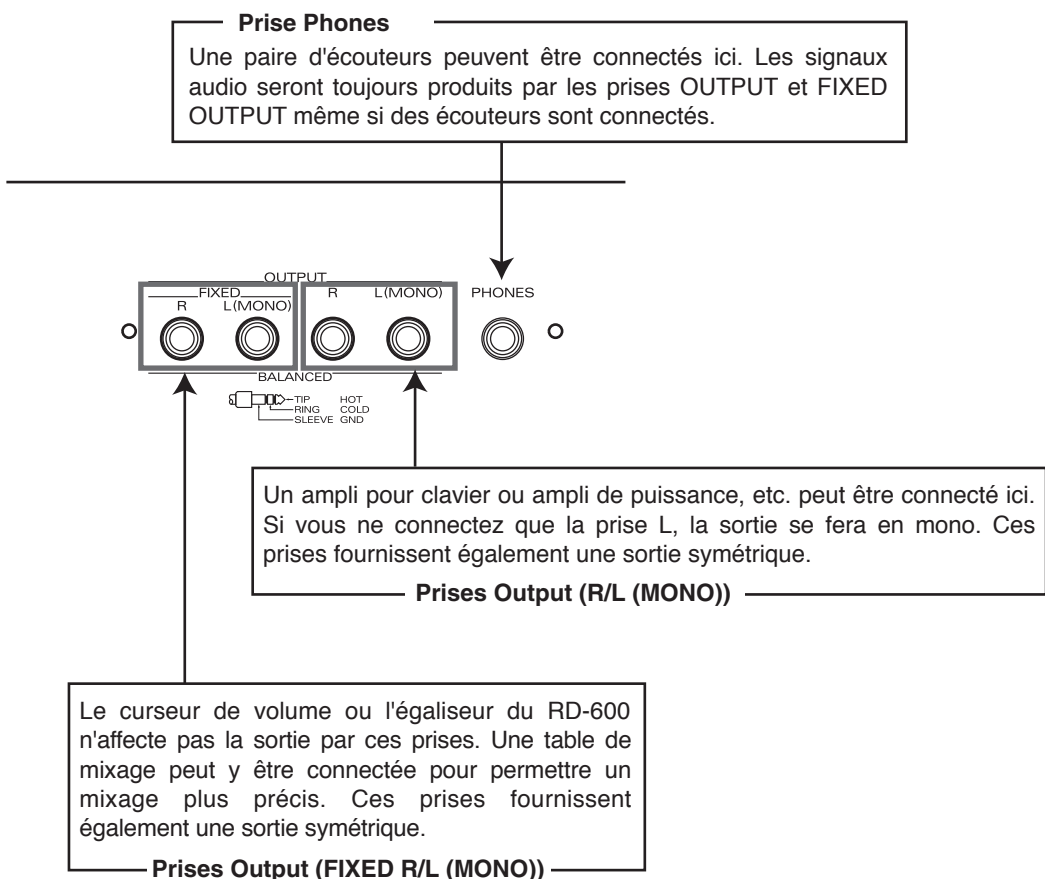 Prise Phones
Une paire d'écouteurs peuvent être connectés ici. Les signaux
audio seront toujours produits par les prises OUTPUT et FIXED
OUTPUT même si des écouteurs sont connectés.
OUTPUT
FIXED
R L(MONO) R L(MONO) PHONES
BALANCED
TIP HOT
RING COLD
SLEEVE GND
Un ampli pour clavier ou ampli de puissance, etc. peut être connecté ici.
Si vous ne connectez que la prise L, la sortie se fera en mono. Ces
prises fournissent également une sortie symétrique.
Prises Output (R/L (MONO))
Le curseur de volume ou l'égaliseur du RD-600
n'affecte pas la sortie par ces prises. Une table de
mixage peut y être connectée pour permettre un
mixage plus précis. Ces prises fournissent
également une sortie symétrique.
Prises Output (FIXED R/L (MONO))